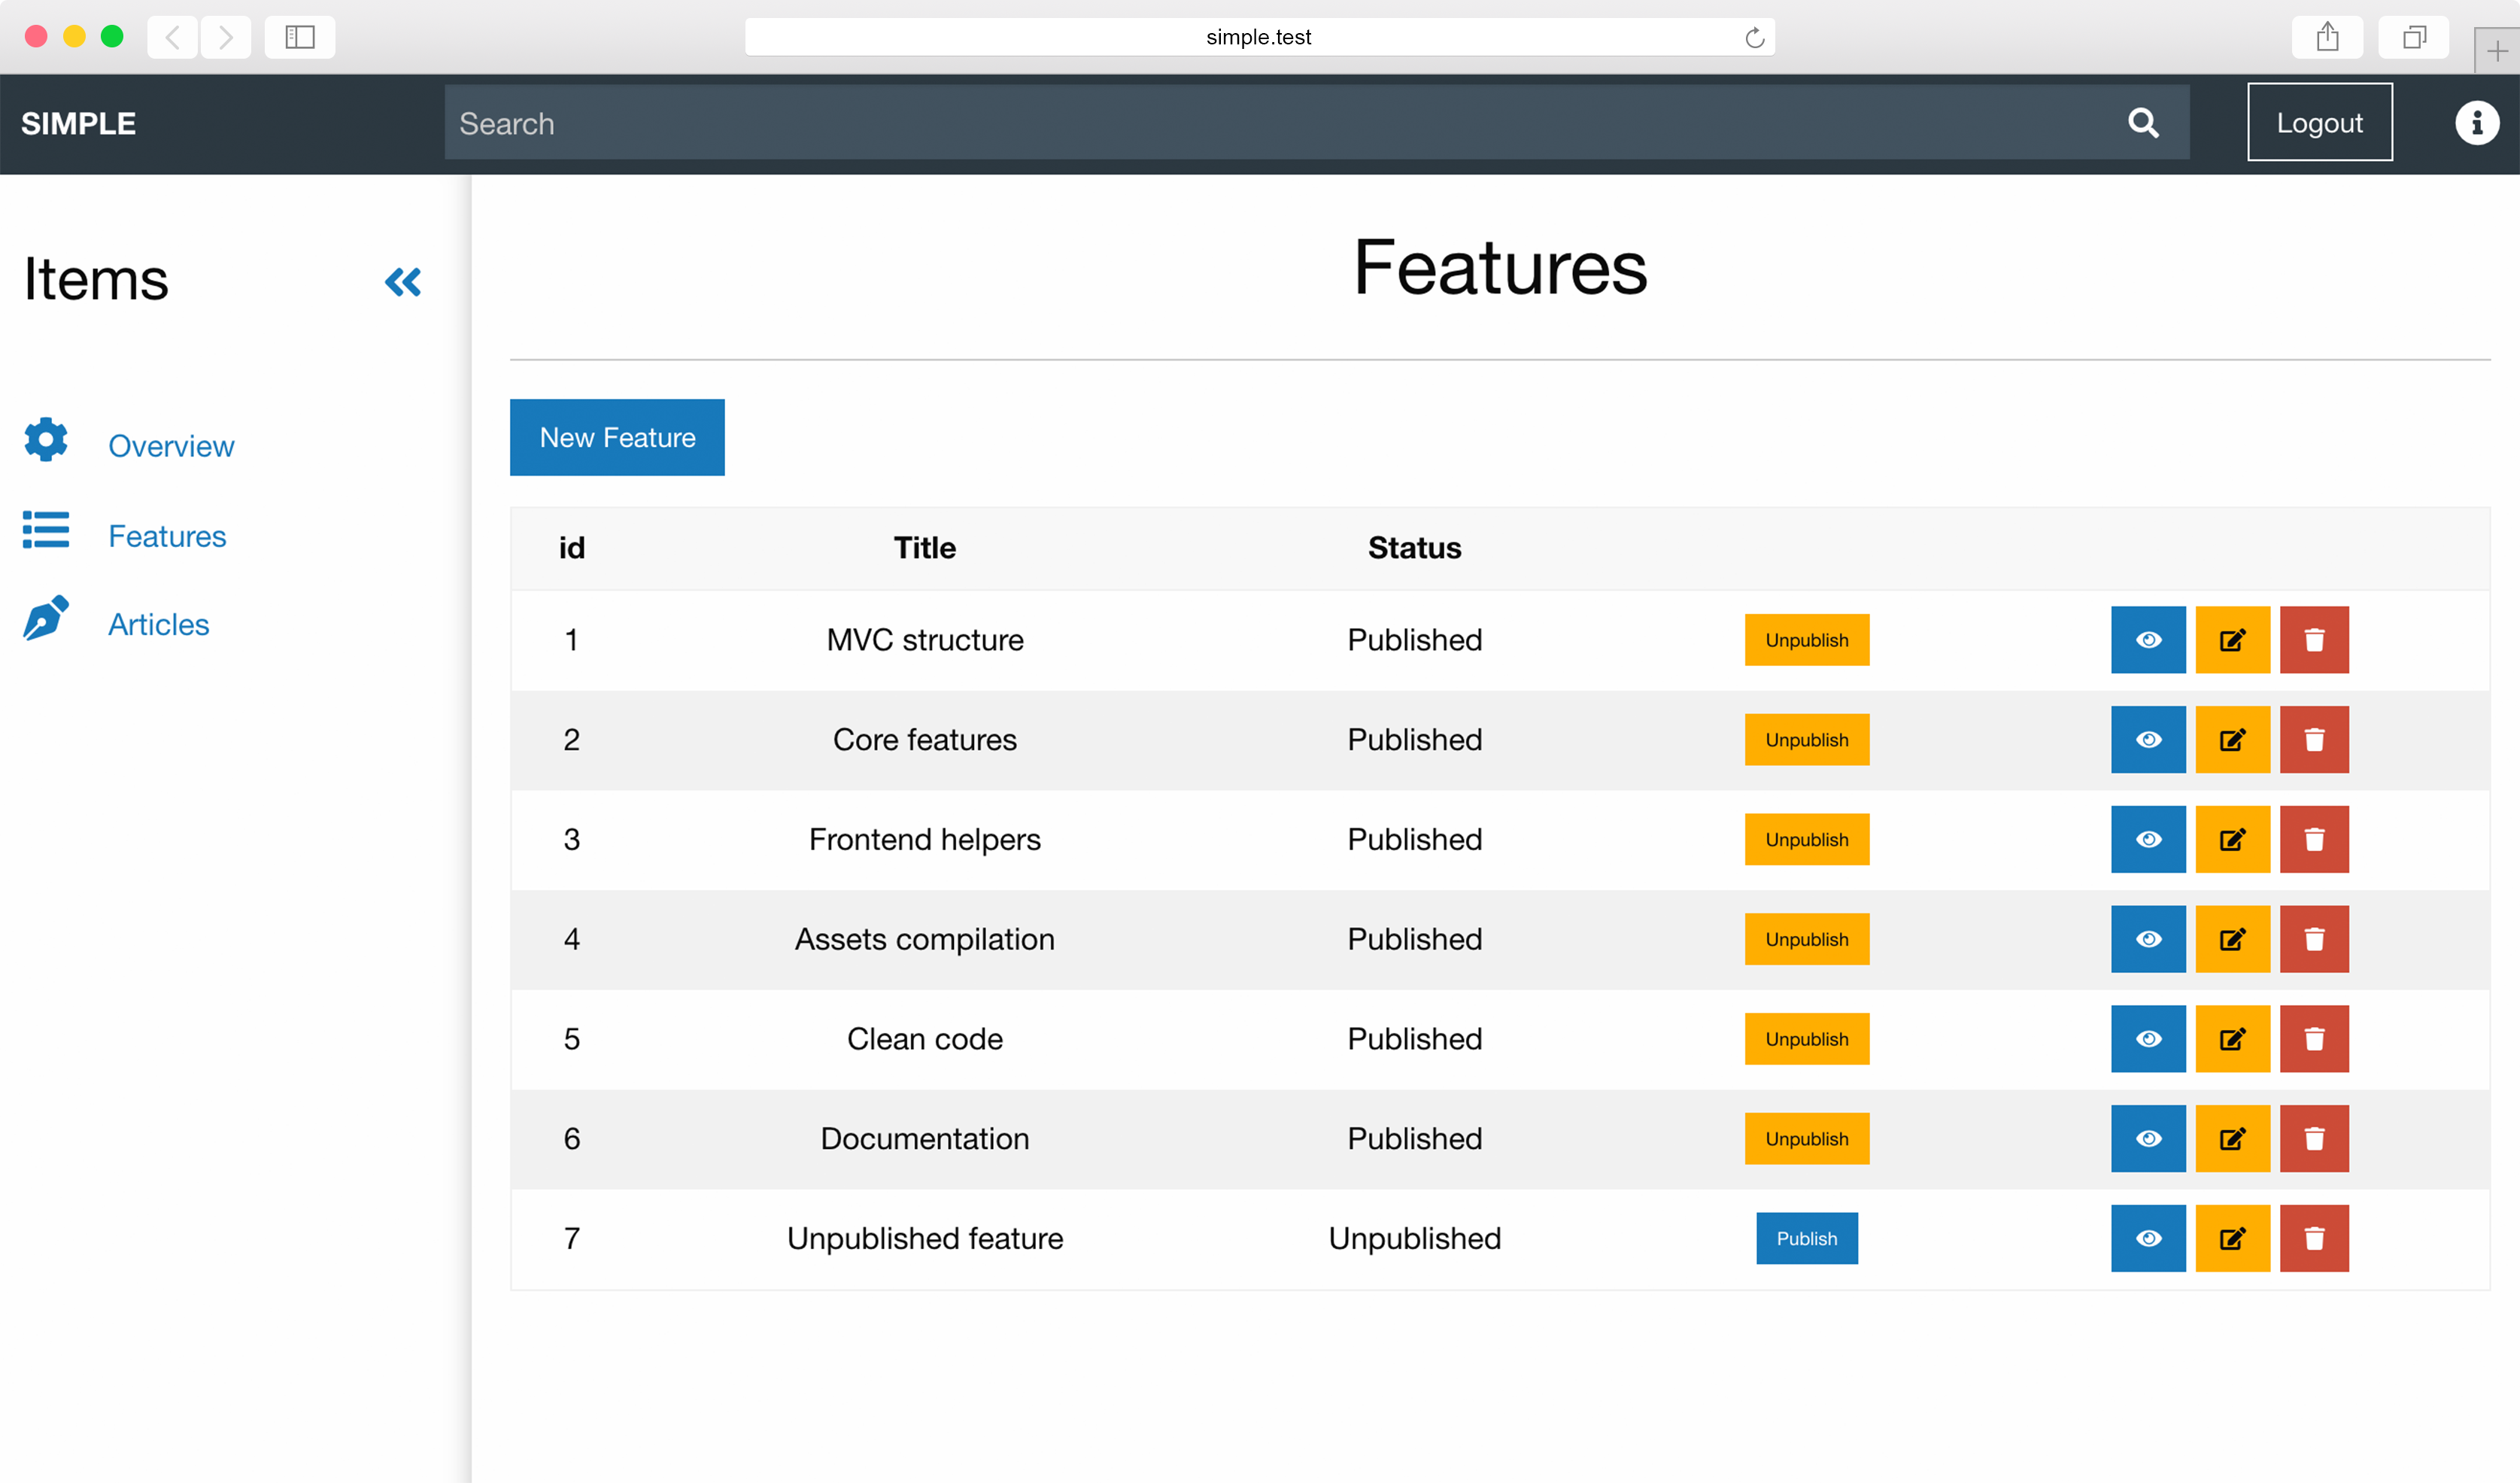 simple.test
SIMPLE Search Logout
Items
Features
Overview
Features
Articles
New Feature
id Title Status
1 MVC structure Published Unpublish
2 Core features Published Unpublish
3 Frontend helpers Published Unpublish
4 Assets compilation Published Unpublish
5 Clean code Published Unpublish
6 Documentation Published Unpublish
7 Unpublished feature Unpublished Publish